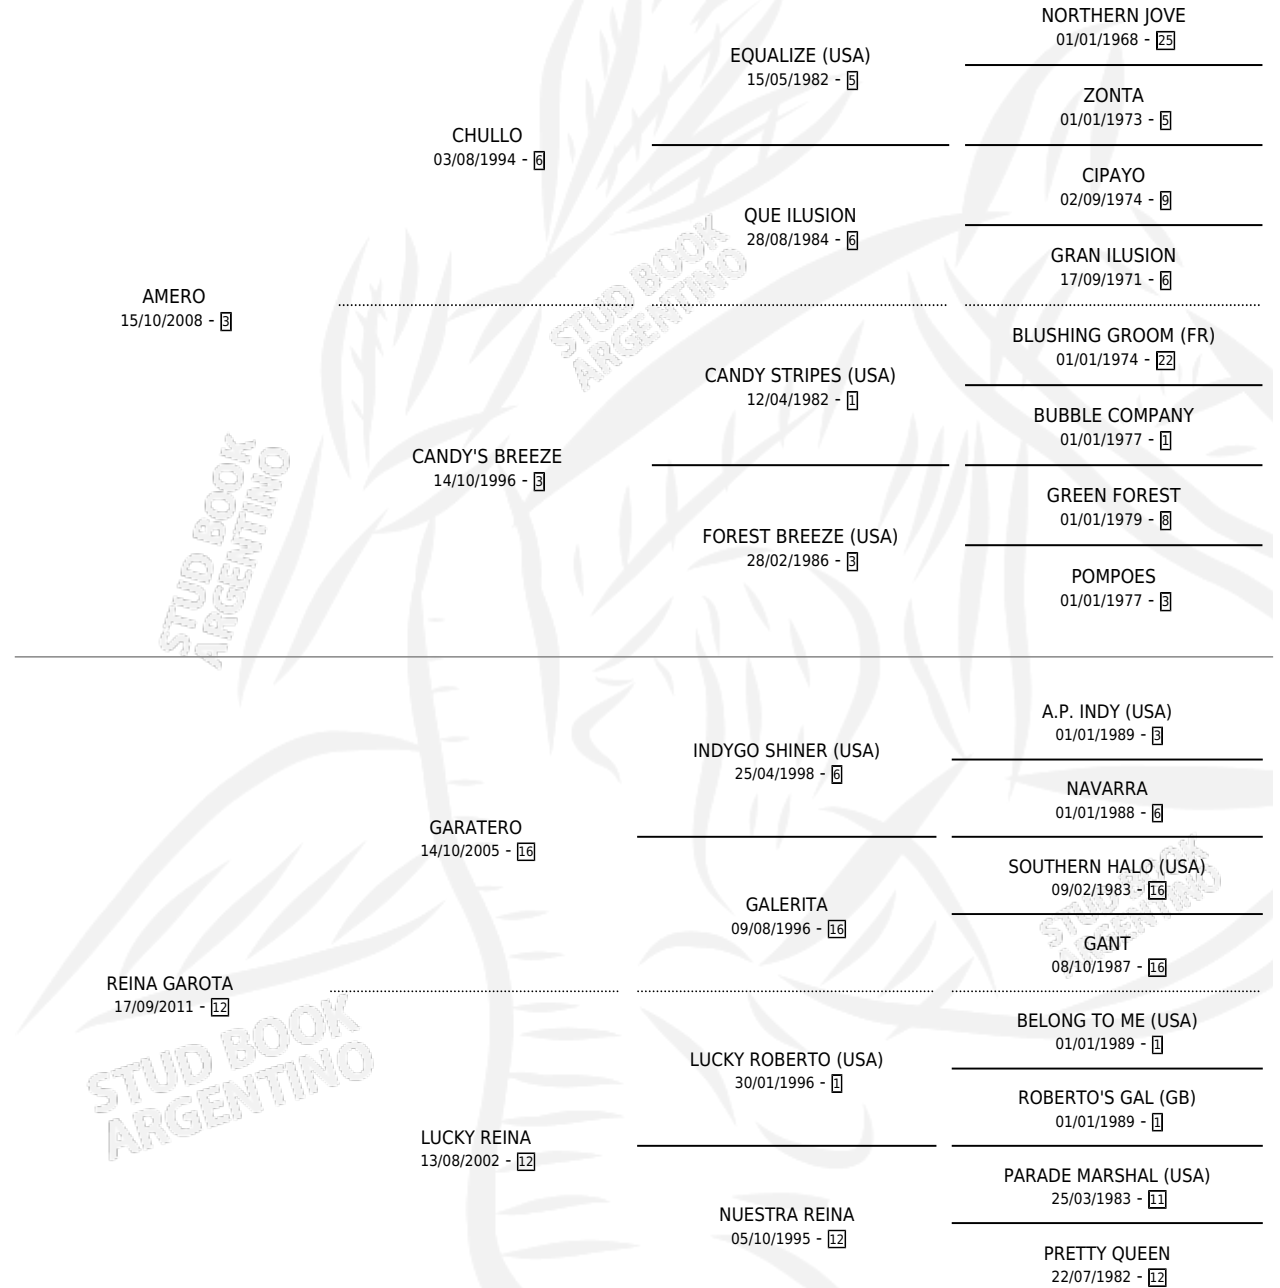 NORTHERN JOVE
01/01/1968 - 25
EQUALIZE (USA)
15/05/1982 - 5
ZONTA
01/01/1973 - 5
CHULLO
03/08/1994 - 6
CIPAYO
02/09/1974 - 9
QUE ILUSION
28/08/1984 - 6
GRAN ILUSION
17/09/1971 - 6
AMERO
15/10/2008 - 3
STUD BOOK
ARGENTINO
BLUSHING GROOM (FR)
01/01/1974 - 22
CANDY STRIPES (USA)
12/04/1982 - 1
BUBBLE COMPANY
01/01/1977 - 1
CANDY'S BREEZE
14/10/1996 - 3
GREEN FOREST
01/01/1979 - 8
FOREST BREEZE (USA)
28/02/1986 - 3
POMPOES
01/01/1977 - 3
STUD BOOK
ARGENTINO
A.P. INDY (USA)
01/01/1989 - 3
INDYGO SHINER (USA)
25/04/1998 - 6
NAVARRA
01/01/1988 - 6
GARATERO
14/10/2005 - 16
SOUTHERN HALO (USA)
09/02/1983 - 16
GALERITA
09/08/1996 - 16
GANT
08/10/1987 - 16
STUD BOOK
ARGENTINO
REINA GAROTA
17/09/2011 - 12
STUD BOOK
ARGENTINO
BELONG TO ME (USA)
01/01/1989 - 1
LUCKY ROBERTO (USA)
30/01/1996 - 1
ROBERTO'S GAL (GB)
01/01/1989 - 1
LUCKY REINA
13/08/2002 - 12
PARADE MARSHAL (USA)
25/03/1983 - 11
NUESTRA REINA
05/10/1995 - 12
PRETTY QUEEN
22/07/1982 - 12